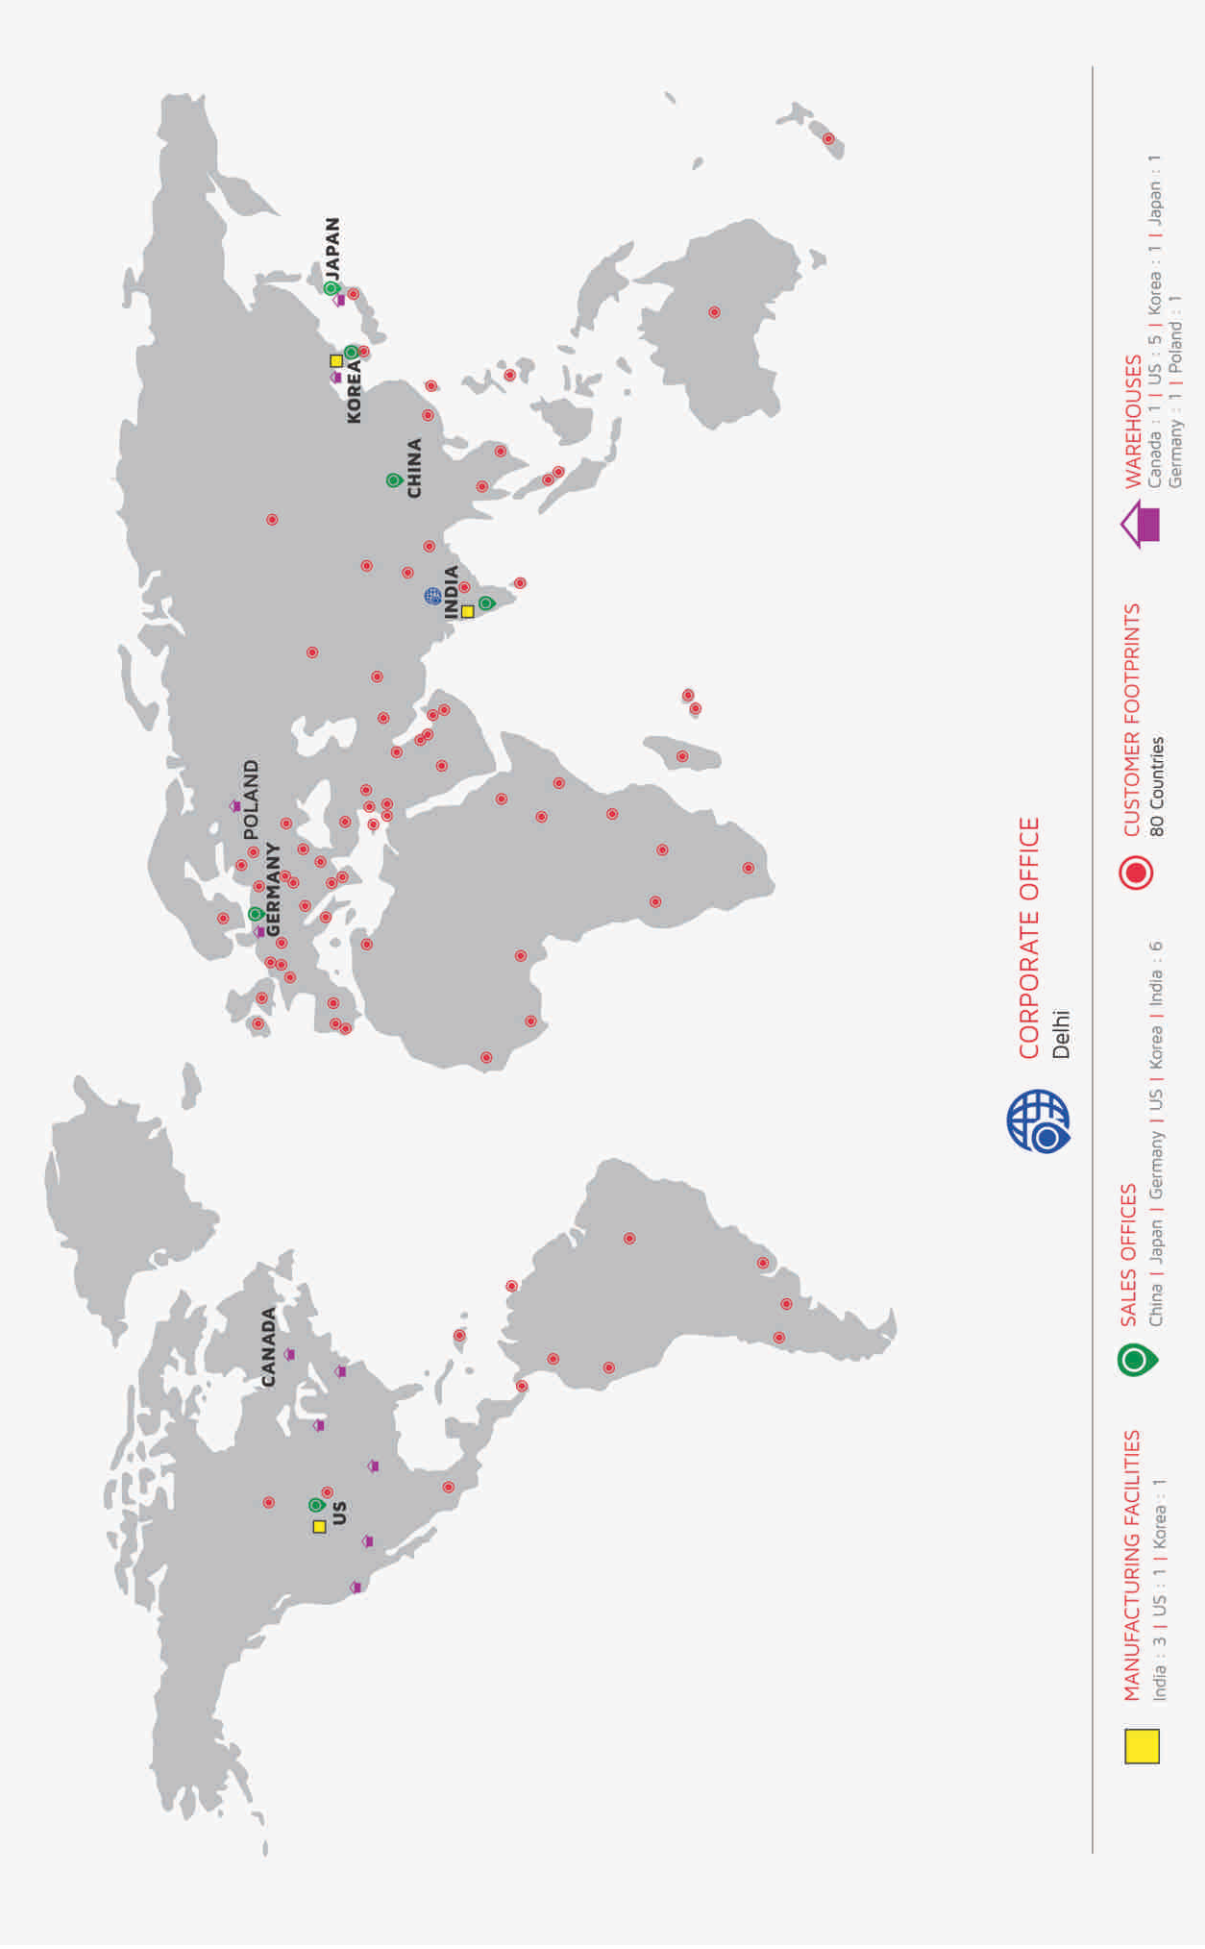 CANADA
US
POLAND
GERMANY
JAPAN
KOREA
CHINA
INDIA
CORPORATE OFFICE
Delhi
MANUFACTURING FACILITIES
India : 3 | US : 1 | Korea : 1
SALES OFFICES
China | Japan | Germany | US | Korea | India : 6
CUSTOMER FOOTPRINTS
80 Countries
WAREHOUSES
Canada : 1 | US : 5 | Korea : 1 | Japan : 1
Germany : 1 | Poland : 1